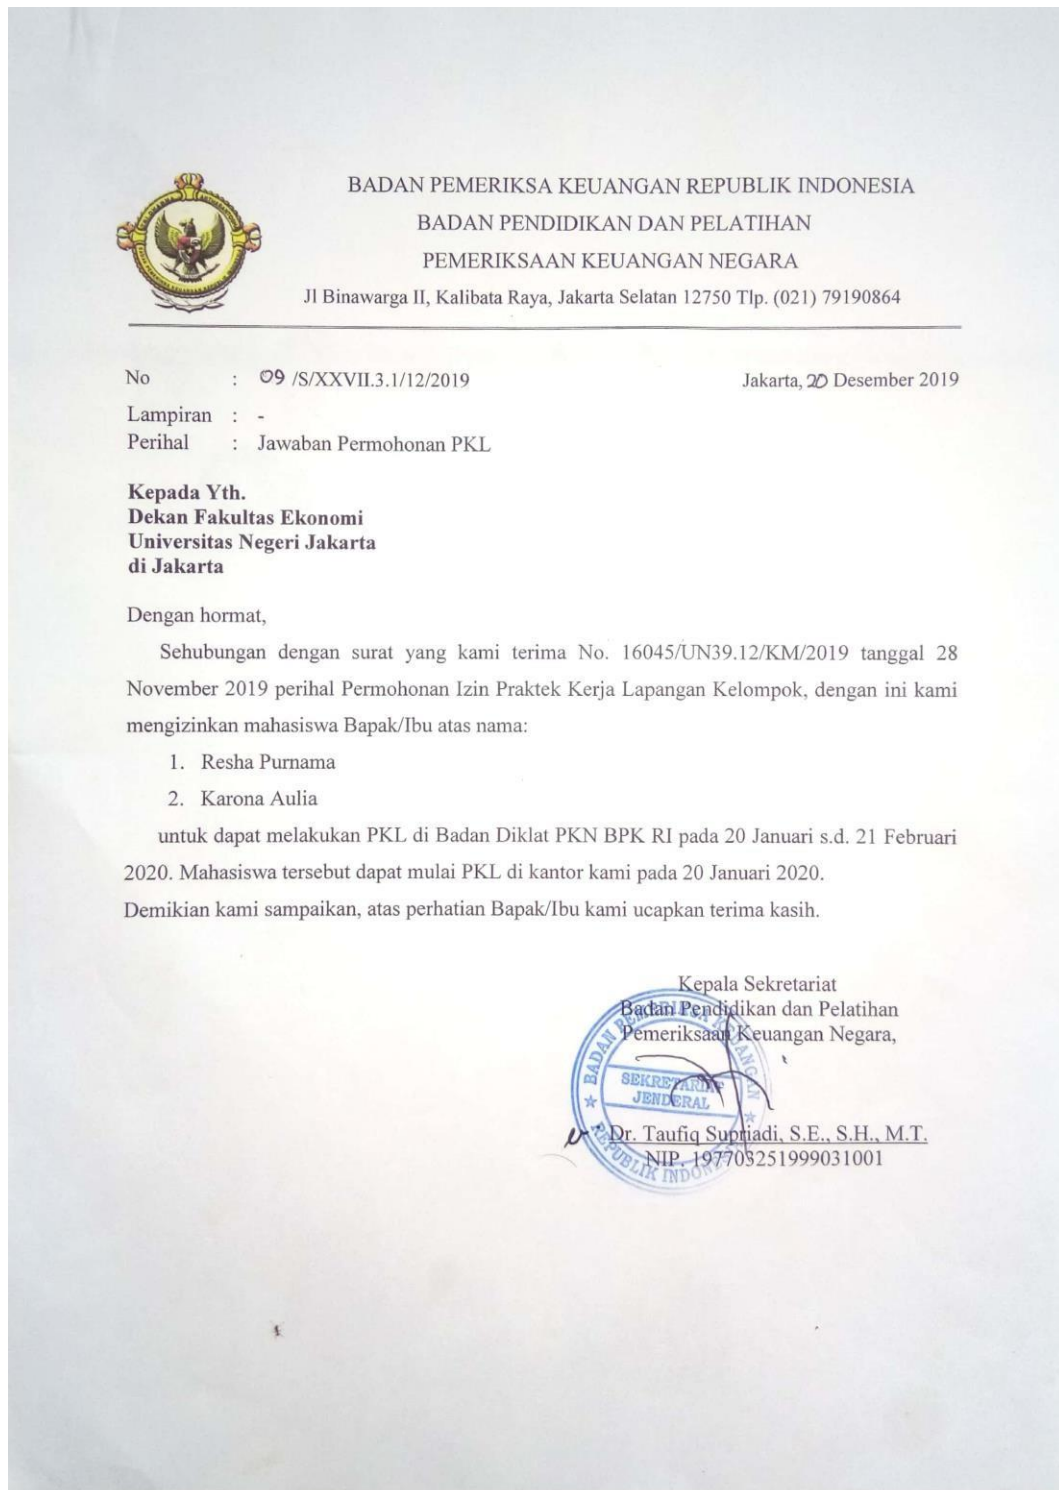 BADAN PEMERIKSA KEUANGAN REPUBLIK INDONESIA
BADAN PENDIDIKAN DAN PELATIHAN
PEMERIKSAAN KEUANGAN NEGARA
Jl Binawarga II, Kalibata Raya, Jakarta Selatan 12750 Tlp. (021) 79190864
No : 09 /S/XXVII.3.1/12/2019 Jakarta, 20 Desember 2019
Lampiran : -
Perihal : Jawaban Permohonan PKL
Kepada Yth.
Dekan Fakultas Ekonomi
Universitas Negeri Jakarta
di Jakarta
Dengan hormat,
Sehubungan dengan surat yang kami terima No. 16045/UN39.12/KM/2019 tanggal 28
November 2019 perihal Permohonan Izin Praktek Kerja Lapangan Kelompok, dengan ini kami
mengizinkan mahasiswa Bapak/Ibu atas nama:
1. Resha Purnama
2. Karona Aulia
untuk dapat melakukan PKL di Badan Diklat PKN BPK RI pada 20 Januari s.d. 21 Februari
2020. Mahasiswa tersebut dapat mulai PKL di kantor kami pada 20 Januari 2020.
Demikian kami sampaikan, atas perhatian Bapak/Ibu kami ucapkan terima kasih.
Kepala Sekretariat
Badan Pendidikan dan Pelatihan
Pemeriksaan Keuangan Negara,
BADAN PEMERIKSA KEUANGAN
SEKRETARIAT
JENDERAL
REPUBLIK INDONESIA
Dr. Taufiq Supriadi, S.E., S.H., M.T.
NIP. 197703251999031001